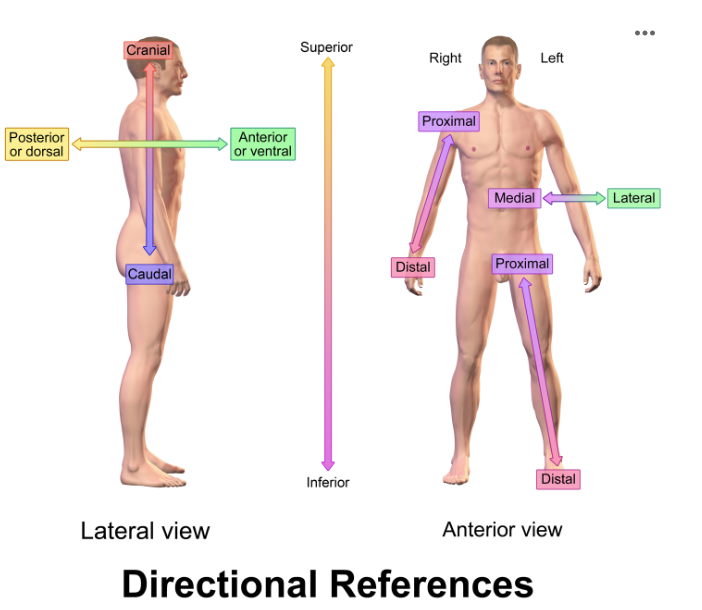 Cranial
Posterior
or dorsal
Anterior
or ventral
Caudal
Lateral view
Superior
Inferior
Right
Left
Proximal
Medial
Lateral
Distal
Proximal
Distal
Anterior view
Directional References